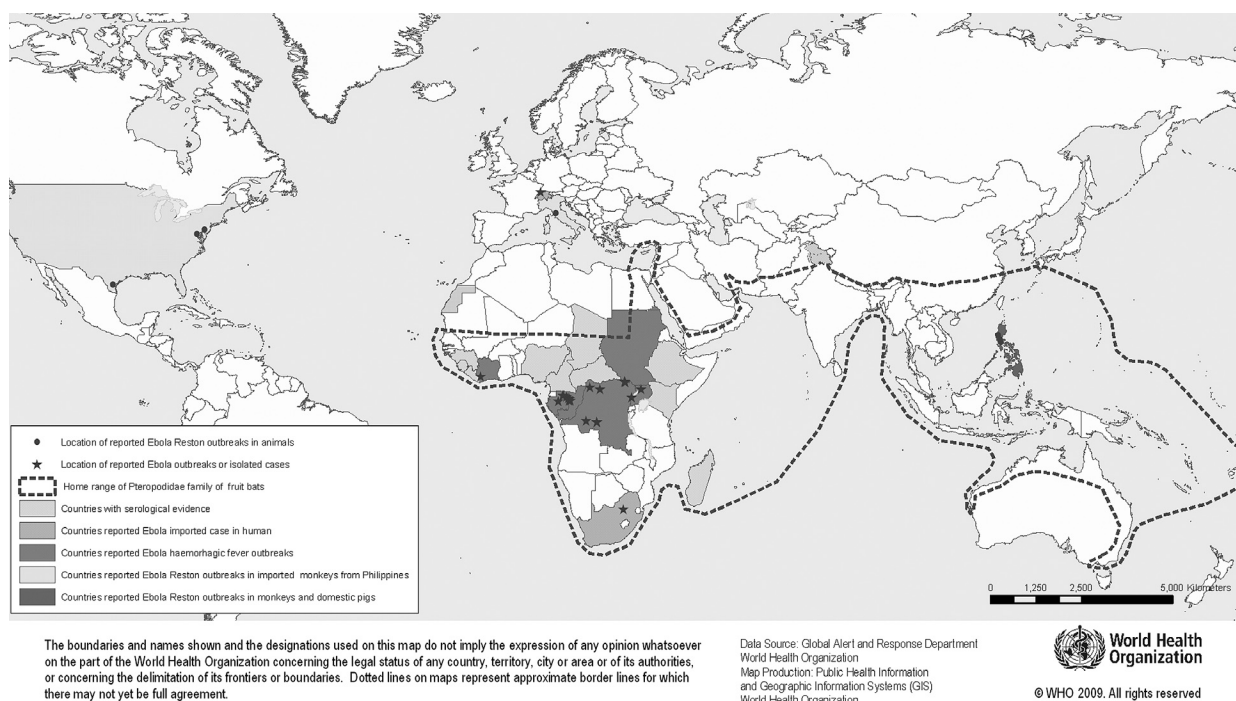 Location of reported Ebola Reston outbreaks in animals
Location of reported Ebola outbreaks or isolated cases
Home range of Pteropodidae family of fruit bats
Countries with serological evidence
Countries reported Ebola imported case in human
Countries reported Ebola haemorhagic fever outbreaks
Countries reported Ebola Reston outbreaks in imported monkeys from Philippines
Countries reported Ebola Reston outbreaks in monkeys and domestic pigs
0 1,250 2,500 5,000 Kilometers
The boundaries and names shown and the designations used on this map do not imply the expression of any opinion whatsoever
on the part of the World Health Organization concerning the legal status of any country, territory, city or area or of its authorities,
or concerning the delimitation of its frontiers or boundaries. Dotted lines on maps represent approximate border lines for which
there may not yet be full agreement.
Data Source: Global Alert and Response Department
World Health Organization
Map Production: Public Health Information
and Geographic Information Systems (GIS)
World Health Organization
World Health
Organization
© WHO 2009. All rights reserved